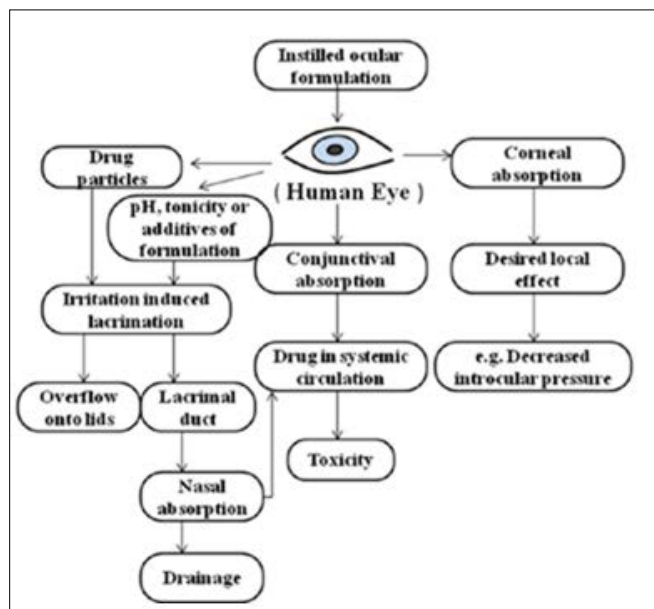 Instilled ocular
formulation
Drug
particles
( Human Eye )
Corneal
absorption
pH, tonicity or
additives of
formulation
Conjunctival
absorption
Desired local
effect
Irritation induced
lacrimation
Drug in systemic
circulation
e.g. Decreased
introcular pressure
Overflow
onto lids
Lacrimal
duct
Toxicity
Nasal
absorption
Drainage